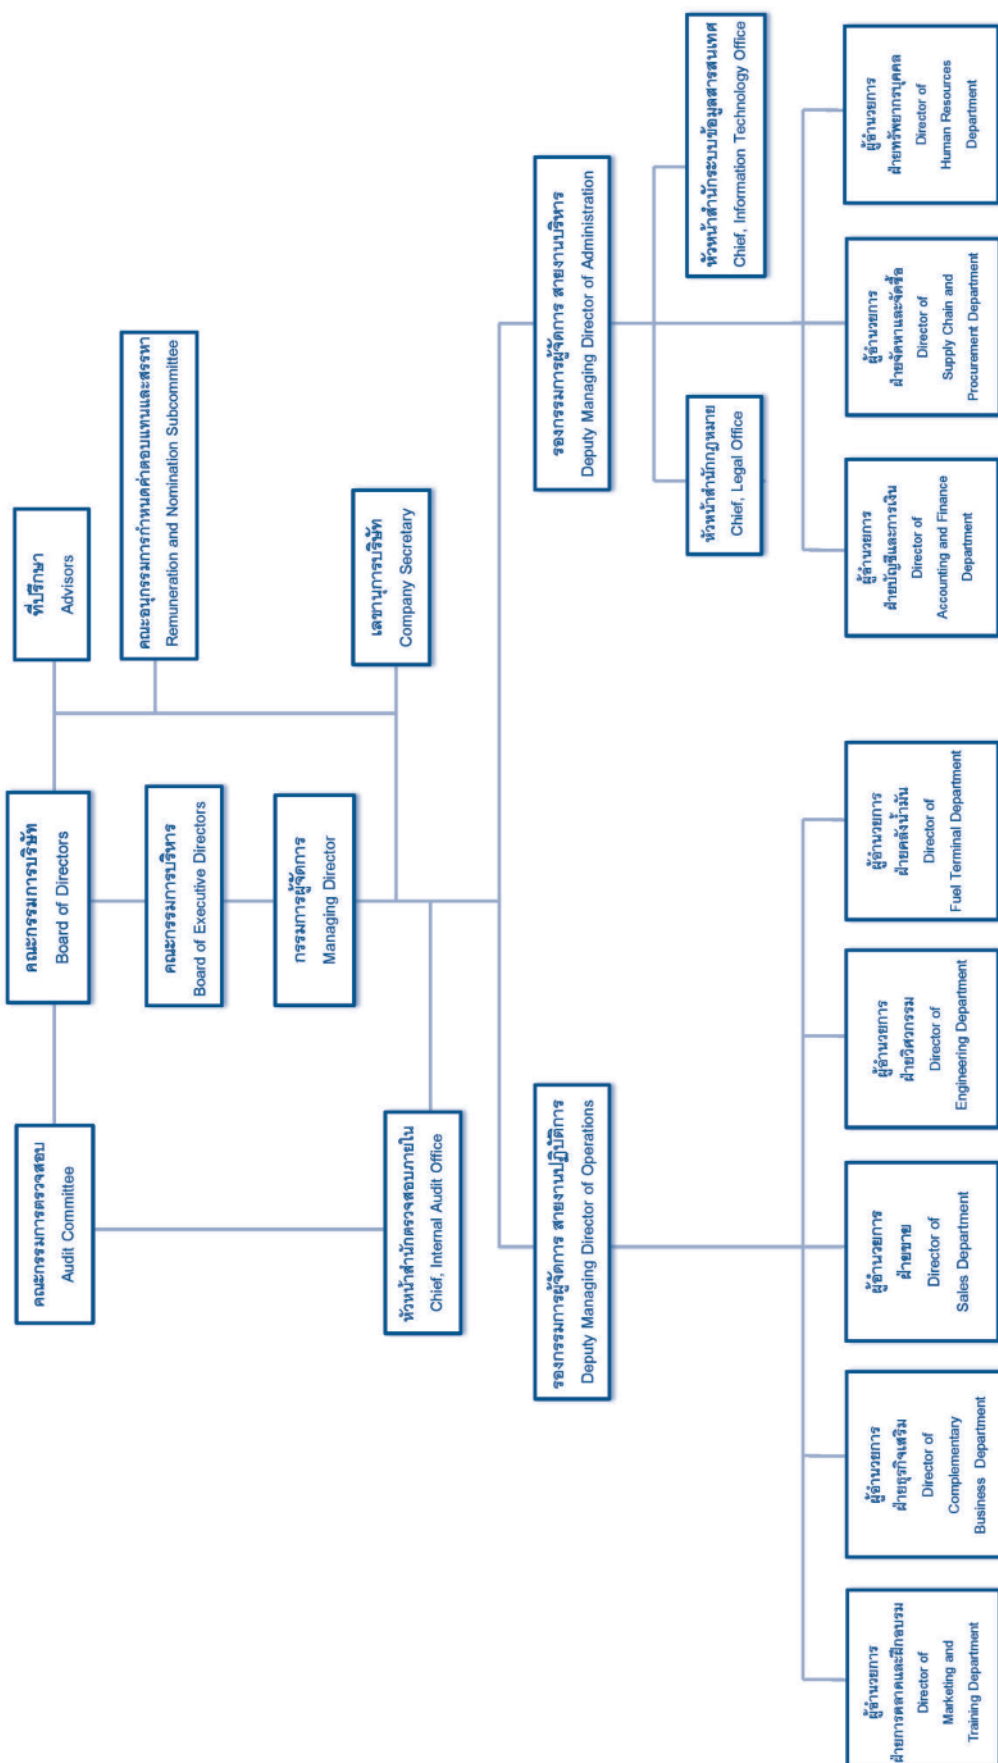 คณะกรรมการบริษัท
Board of Directors
ที่ปรึกษา
Advisors
คณะกรรมการตรวจสอบ
Audit Committee
คณะอนุกรรมการกำหนดค่าตอบแทนและสรรหา
Remuneration and Nomination Subcommittee
คณะกรรมการบริหาร
Board of Executive Directors
กรรมการผู้จัดการ
Managing Director
เลขานุการบริษัท
Company Secretary
หัวหน้าสำนักตรวจสอบภายใน
Chief, Internal Audit Office
รองกรรมการผู้จัดการ สายงานปฏิบัติการ
Deputy Managing Director of Operations
รองกรรมการผู้จัดการ สายงานบริหาร
Deputy Managing Director of Administration
หัวหน้าสำนักกฎหมาย
Chief, Legal Office
หัวหน้าสำนักระบบข้อมูลสารสนเทศ
Chief, Information Technology Office
ผู้อำนวยการ
ฝ่ายการตลาดและฝึกอบรม
Director of
Marketing and
Training Department
ผู้อำนวยการ
ฝ่ายธุรกิจเสริม
Director of
Complementary
Business Department
ผู้อำนวยการ
ฝ่ายขาย
Director of
Sales Department
ผู้อำนวยการ
ฝ่ายวิศวกรรม
Director of
Engineering Department
ผู้อำนวยการ
ฝ่ายคลังน้ำมัน
Director of
Fuel Terminal Department
ผู้อำนวยการ
ฝ่ายบัญชีและการเงิน
Director of
Accounting and Finance
Department
ผู้อำนวยการ
ฝ่ายจัดหาและจัดซื้อ
Director of
Supply Chain and
Procurement Department
ผู้อำนวยการ
ฝ่ายทรัพยากรบุคคล
Director of
Human Resources
Department